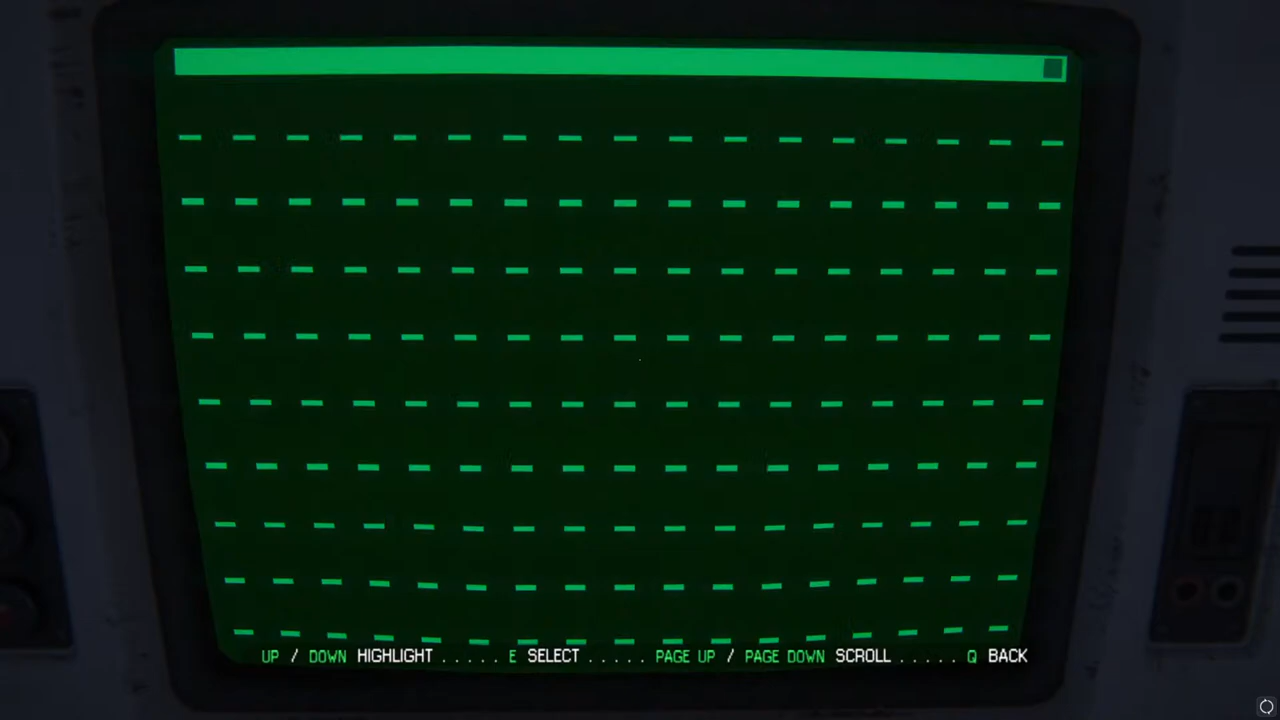 UP / DOWN HIGHLIGHT ..... E SELECT ..... PAGE UP / PAGE DOWN SCROLL ..... Q BACK